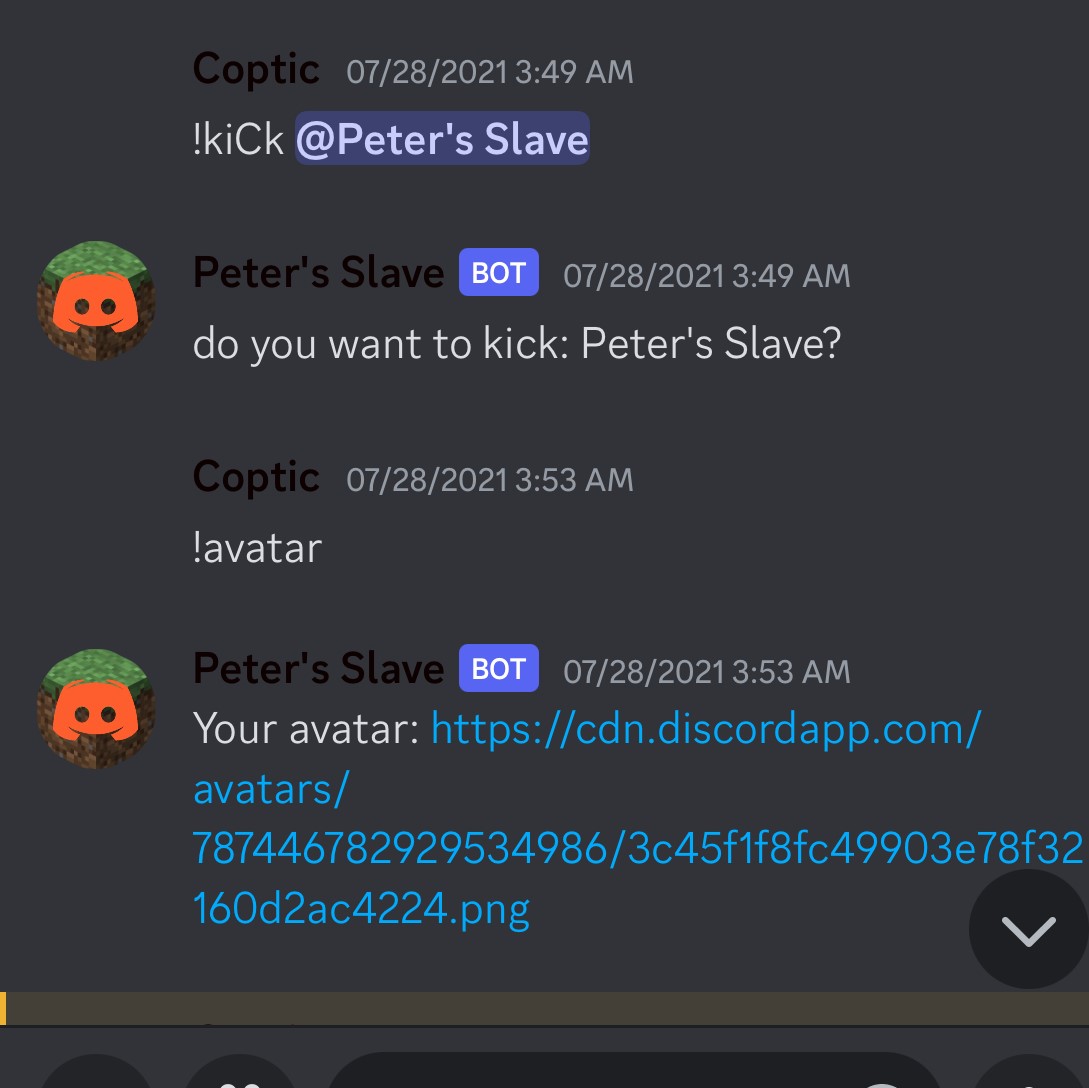 Coptic 07/28/2021 3:49 AM
!kiCk @Peter's Slave
Peter's Slave BOT 07/28/2021 3:49 AM
do you want to kick: Peter's Slave?
Coptic 07/28/2021 3:53 AM
!avatar
Peter's Slave BOT 07/28/2021 3:53 AM
Your avatar: https://cdn.discordapp.com/
avatars/
787446782929534986/3c45f1f8fc49903e78f32
160d2ac4224.png